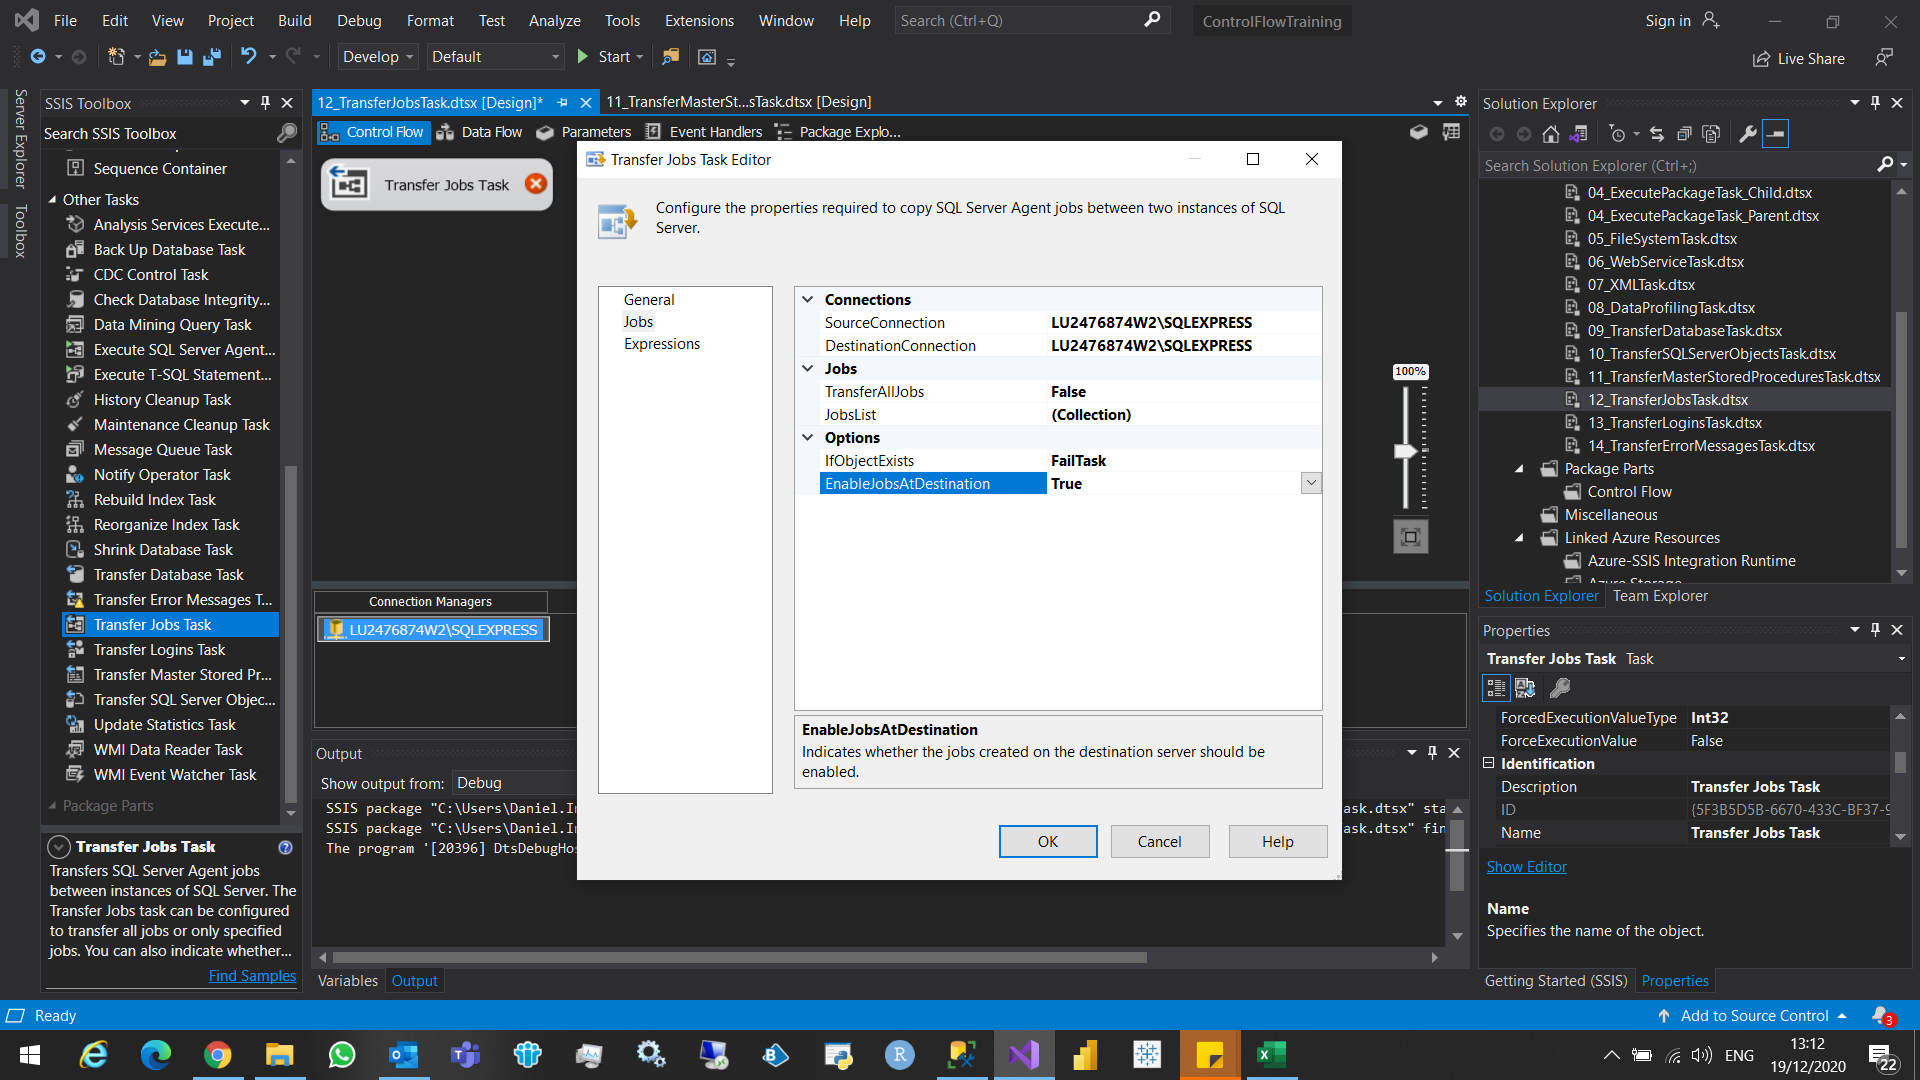 File Edit View Project Build Debug Format Test Analyze Tools Extensions Window Help Search (Ctrl+Q) ControlFlowTraining Sign in
Develop Default Start Live Share
Server Explorer
Toolbox
SSIS Toolbox
Search SSIS Toolbox
Sequence Container
Other Tasks
Analysis Services Execute...
Back Up Database Task
CDC Control Task
Check Database Integrity...
Data Mining Query Task
Execute SQL Server Agent...
Execute T-SQL Statement...
History Cleanup Task
Maintenance Cleanup Task
Message Queue Task
Notify Operator Task
Rebuild Index Task
Reorganize Index Task
Shrink Database Task
Transfer Database Task
Transfer Error Messages T...
Transfer Jobs Task
Transfer Logins Task
Transfer Master Stored Pr...
Transfer SQL Server Objec...
Update Statistics Task
WMI Data Reader Task
WMI Event Watcher Task
Package Parts
Transfer Jobs Task
Transfers SQL Server Agent jobs
between instances of SQL Server. The
Transfer Jobs task can be configured
to transfer all jobs or only specified
jobs. You can also indicate whether...
Find Samples
12_TransferJobsTask.dtsx [Design]* 11_TransferMasterSt...sTask.dtsx [Design]
Control Flow Data Flow Parameters Event Handlers Package Explo...
Transfer Jobs Task
100%
Connection Managers
LU2476874W2\SQLEXPRESS
Transfer Jobs Task Editor
Configure the properties required to copy SQL Server Agent jobs between two instances of SQL
Server.
General
Jobs
Expressions
Connections
SourceConnection LU2476874W2\SQLEXPRESS
DestinationConnection LU2476874W2\SQLEXPRESS
Jobs
TransferAllJobs False
JobsList (Collection)
Options
IfObjectExists FailTask
EnableJobsAtDestination True
EnableJobsAtDestination
Indicates whether the jobs created on the destination server should be
enabled.
OK Cancel Help
Output
Show output from: Debug
SSIS package "C:\Users\Daniel.I ask.dtsx" sta
SSIS package "C:\Users\Daniel.I ask.dtsx" fin
The program '[20396] DtsDebugHo
Variables Output
Solution Explorer
Search Solution Explorer (Ctrl+;)
04_ExecutePackageTask_Child.dtsx
04_ExecutePackageTask_Parent.dtsx
05_FileSystemTask.dtsx
06_WebServiceTask.dtsx
07_XMLTask.dtsx
08_DataProfilingTask.dtsx
09_TransferDatabaseTask.dtsx
10_TransferSQLServerObjectsTask.dtsx
11_TransferMasterStoredProceduresTask.dtsx
12_TransferJobsTask.dtsx
13_TransferLoginsTask.dtsx
14_TransferErrorMessagesTask.dtsx
Package Parts
Control Flow
Miscellaneous
Linked Azure Resources
Azure-SSIS Integration Runtime
Azure Storage
Solution Explorer Team Explorer
Properties
Transfer Jobs Task Task
ForcedExecutionValueType Int32
ForceExecutionValue False
Identification
Description Transfer Jobs Task
ID {5F3B5D5B-6670-433C-BF37-9
Name Transfer Jobs Task
Show Editor
Name
Specifies the name of the object.
Getting Started (SSIS) Properties
Ready Add to Source Control 3
ENG 13:12
19/12/2020 22